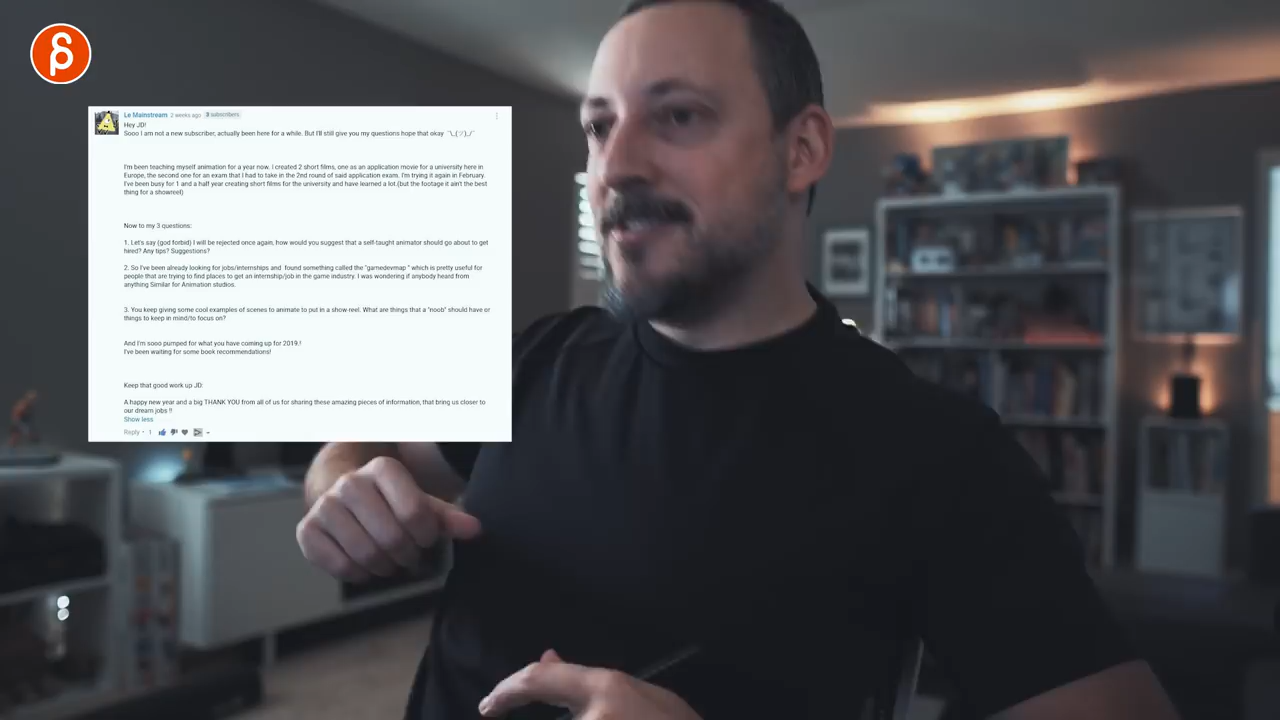 Le Mainstream 2 weeks ago 3 subscribers
Hey JD!
Sooo I am not a new subscriber, actually been here for a while. But I'll still give you my questions hope that okay ¯\_(ツ)_/¯
I'm been teaching myself animation for a year now. I created 2 short films, one as an application movie for a university here in
Europe, the second one for an exam that I had to take in the 2nd round of said application exam. I'm trying it again in February.
I've been busy for 1 and a half year creating short films for the university and have learned a lot.(but the footage it ain't the best
thing for a showreel)
Now to my 3 questions:
1. Let's say (god forbid) I will be rejected once again, how would you suggest that a self-taught animator should go about to get
hired? Any tips? Suggestions?
2. So I've been already looking for jobs/internships and found something called the "gamedevmap " which is pretty useful for
people that are trying to find places to get an internship/job in the game industry. I was wondering if anybody heard from
anything Similar for Animation studios.
3. You keep giving some cool examples of scenes to animate to put in a show-reel. What are things that a "noob" should have or
things to keep in mind/to focus on?
And I'm sooo pumped for what you have coming up for 2019.!
I've been waiting for some book recommendations!
Keep that good work up JD:
A happy new year and a big THANK YOU from all of us for sharing these amazing pieces of information, that bring us closer to
our dream jobs !!
Show less
Reply • 1